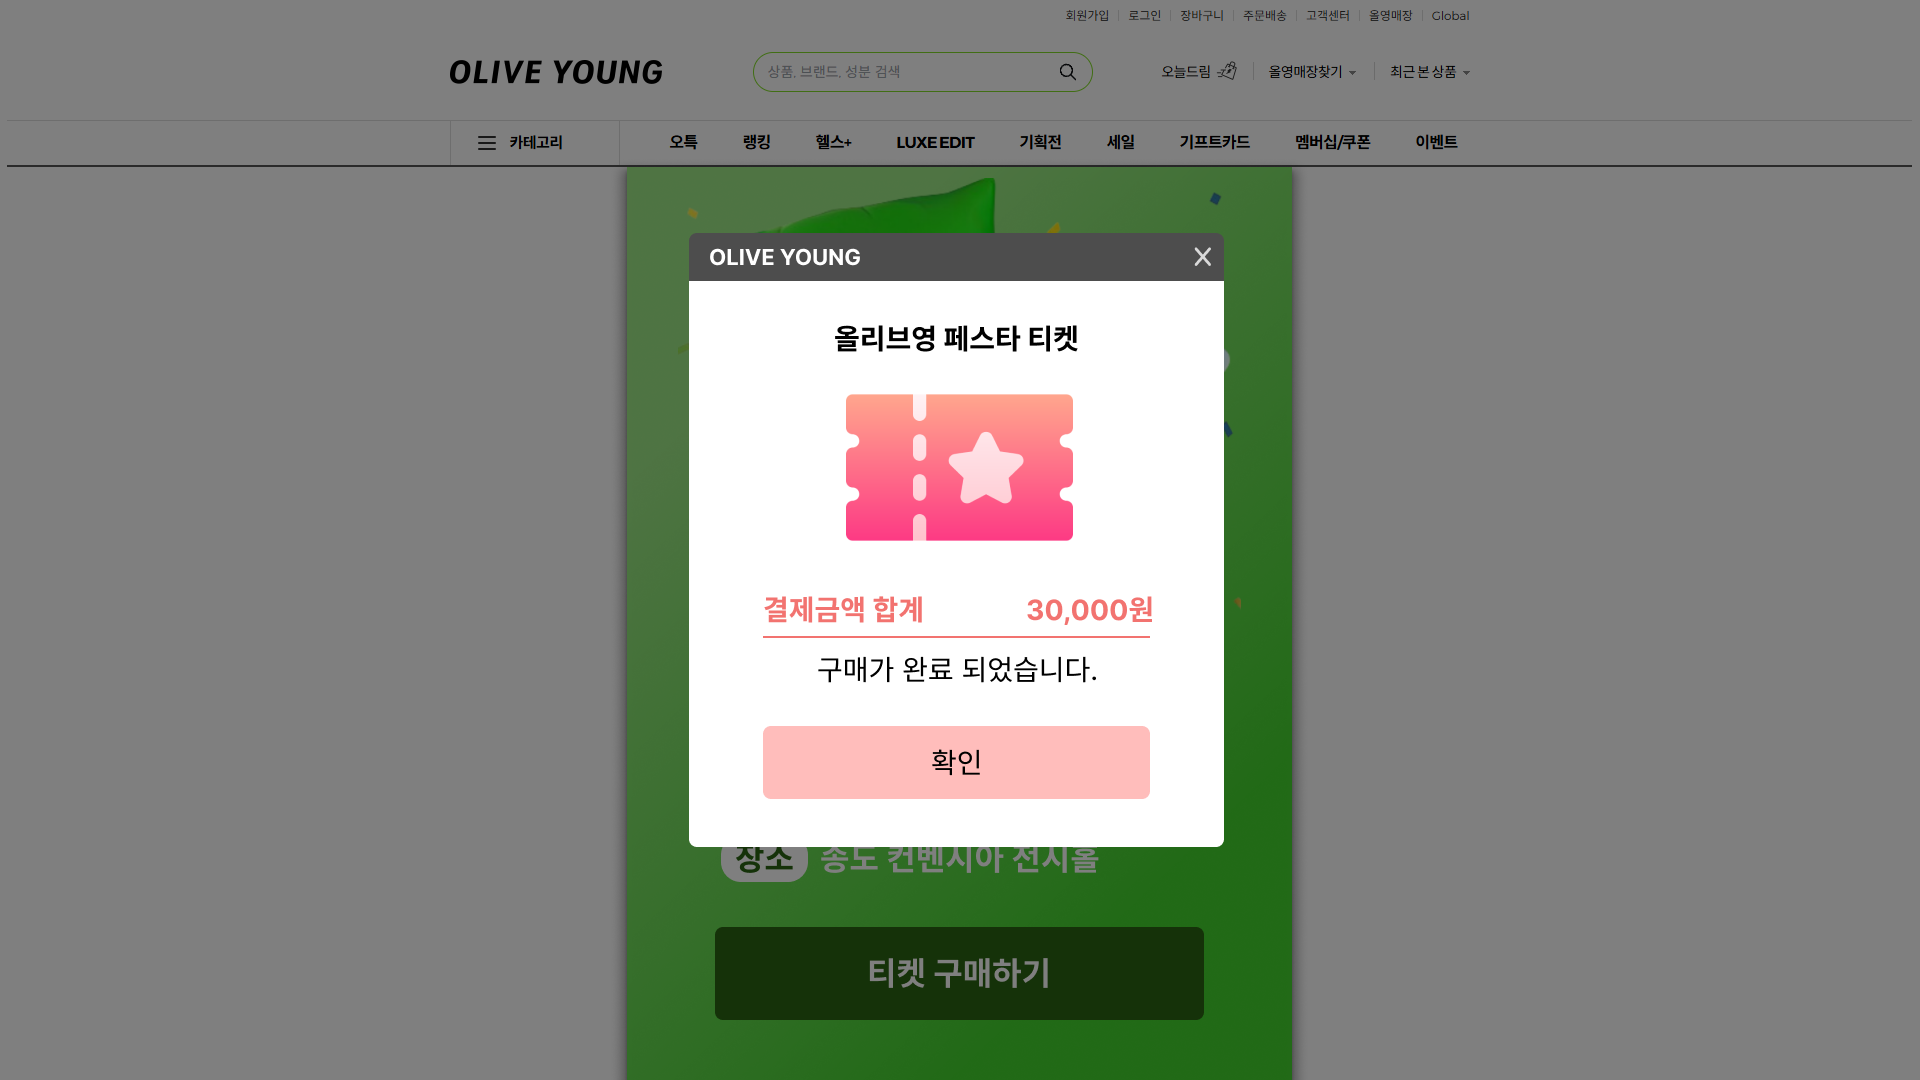 회원가입 로그인 장바구니 주문배송 고객센터 올영매장 Global
OLIVE YOUNG 상품, 브랜드, 성분 검색 오늘드림 올영매장찾기 최근 본 상품
카테고리 오특 랭킹 헬스+ LUXE EDIT 기획전 세일 기프트카드 멤버십/쿠폰 이벤트
OLIVE YOUNG X
올리브영 페스타 티켓
결제금액 합계 30,000원
구매가 완료 되었습니다.
확인
장소 송도 컨벤시아 전시홀
티켓 구매하기